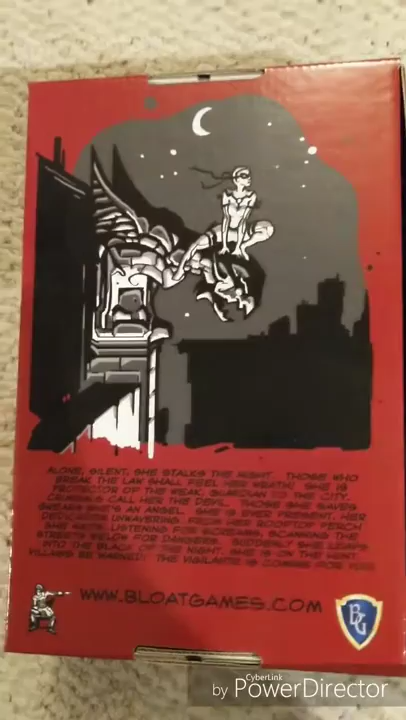 ALONE, SILENT, SHE STALKS THE NIGHT. THOSE WHO
BREAK THE LAW SHALL FEEL HER WRATH! SHE IS
PROTECTOR OF THE WEAK, GUARDIAN TO THE CITY.
CRIMINALS CALL HER THE DEVIL. THOSE SHE SAVES
SWEAR SHE'S AN ANGEL. SHE IS EVER PRESENT, HER
DEDICATION UNWAVERING. FROM HER ROOFTOP PERCH
SHE WAITS, LISTENING FOR SCREAMS, SCANNING THE
STREETS BELOW FOR DANGERS. SUDDENLY SHE LEAPS
INTO THE BLACK OF THE NIGHT. SHE IS ON THE HUNT.
VILLAINS BE WARNED! THE VIGILANTE IS COMING FOR YOU!
WWW.BLOATGAMES.COM
BG
CyberLink
by PowerDirector